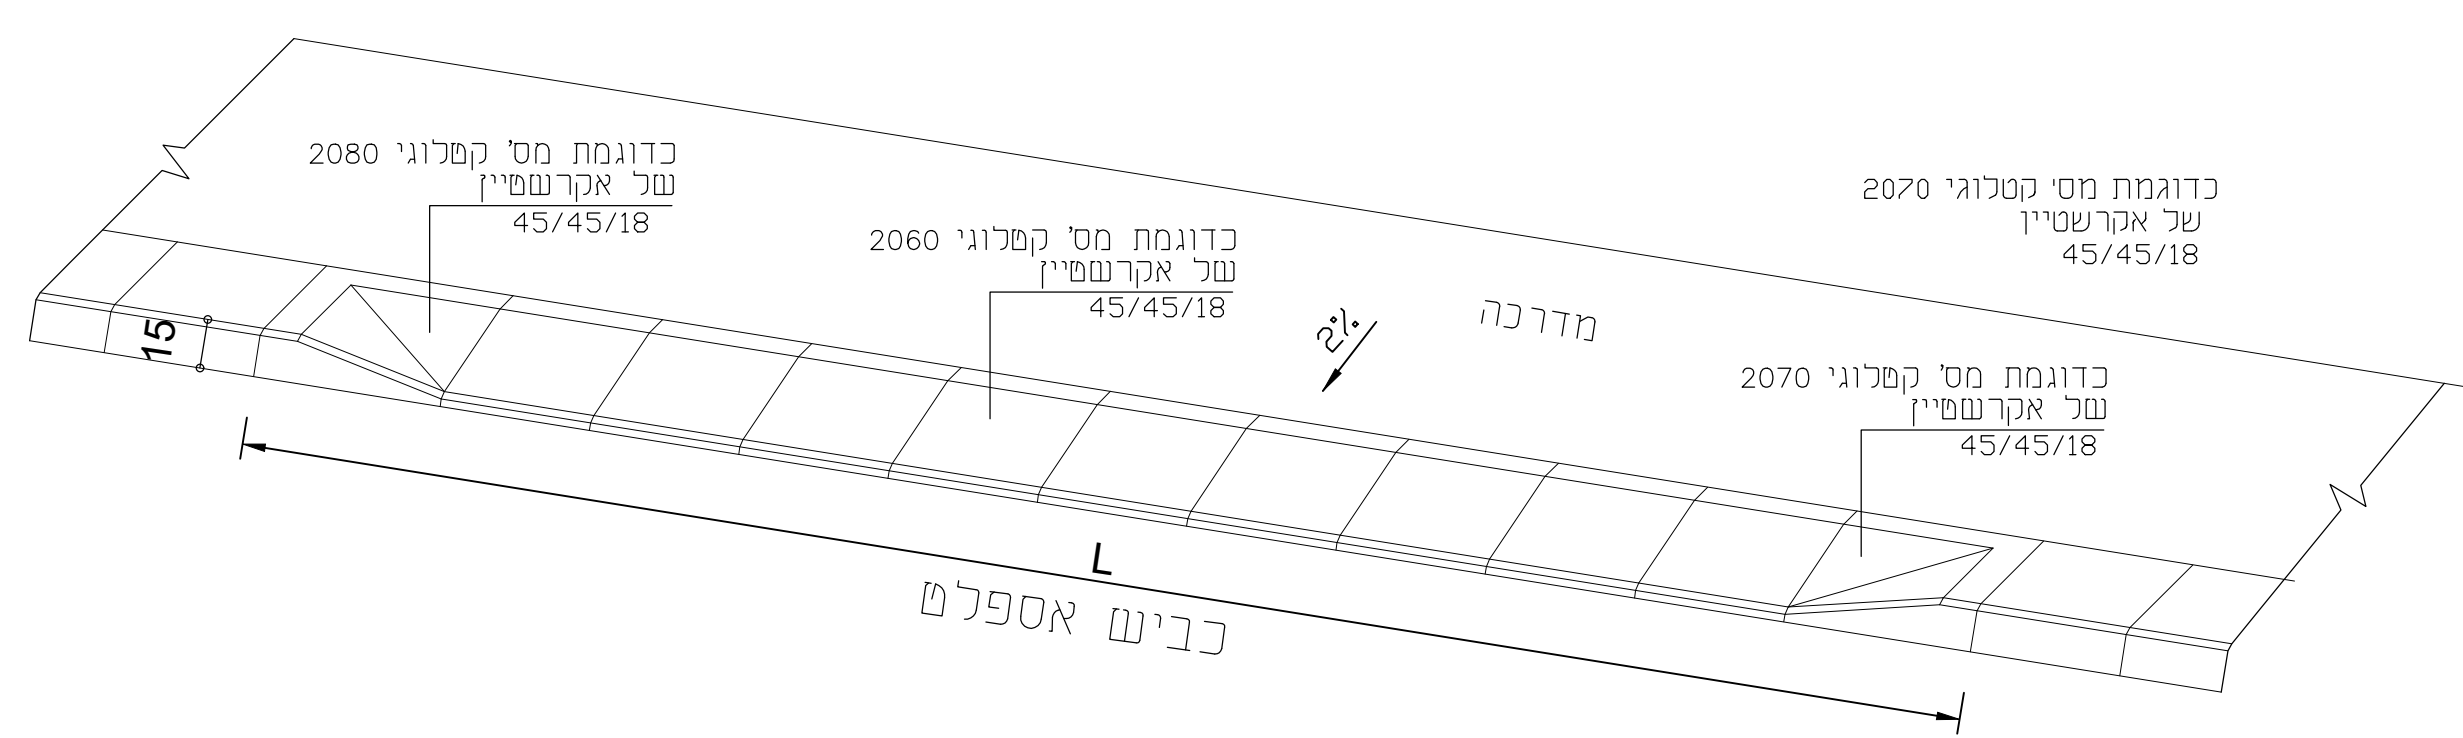 כדוגמת מס' קטלוגי 2080
של אקרשטיין
45/45/18
כדוגמת מס' קטלוגי 2070
של אקרשטיין
45/45/18
כדוגמת מס' קטלוגי 2060
של אקרשטיין
45/45/18
מדרכה
2%
15
כדוגמת מס' קטלוגי 2070
של אקרשטיין
45/45/18
L
כביש אספלט